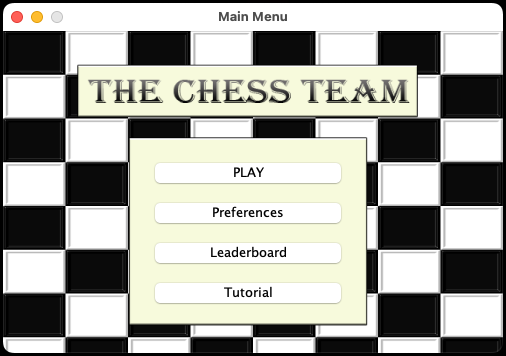 Main Menu
THE CHESS TEAM
PLAY
Preferences
Leaderboard
Tutorial